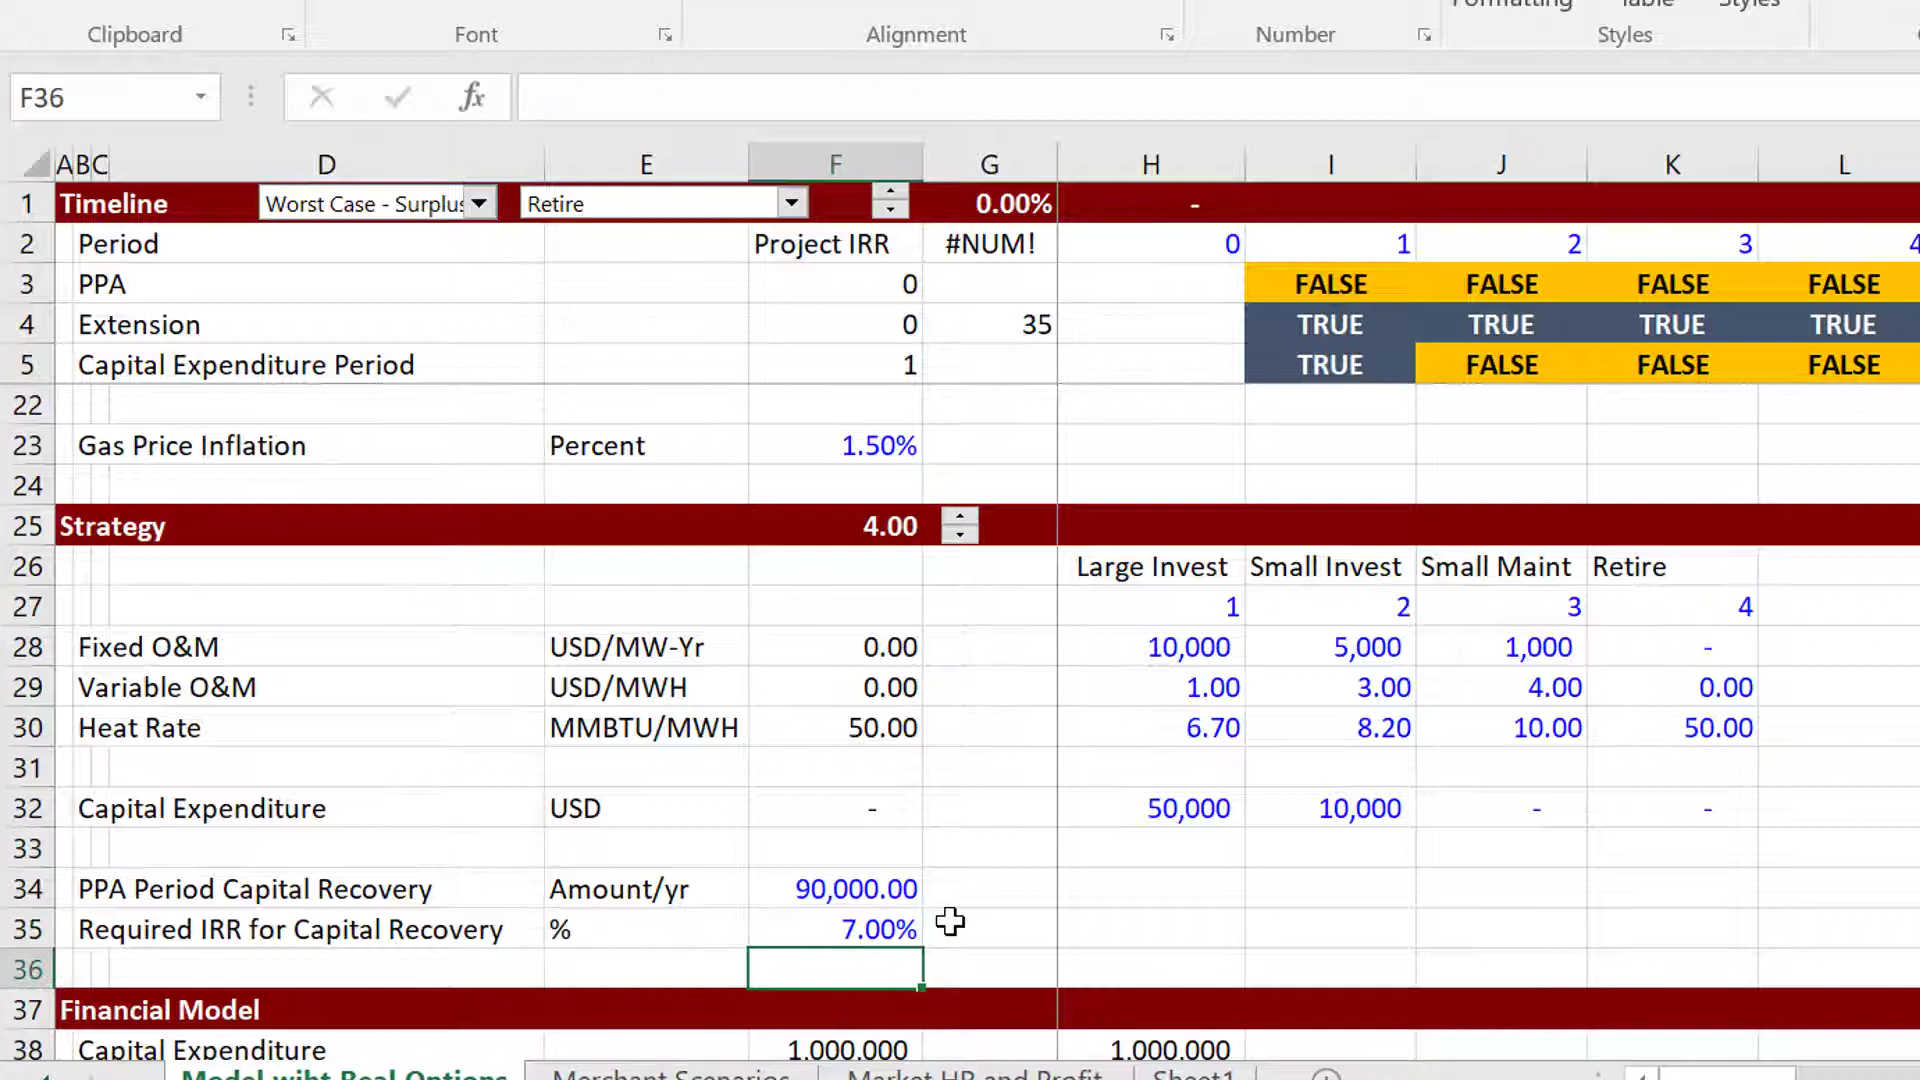 Formatting Table Styles
Clipboard Font Alignment Number Styles
F36 fx
A B C D E F G H I J K L
1 Timeline Worst Case - Surplus Retire 0.00% -
2 Period Project IRR #NUM! 0 1 2 3 4
3 PPA 0 FALSE FALSE FALSE FALSE
4 Extension 0 35 TRUE TRUE TRUE TRUE
5 Capital Expenditure Period 1 TRUE FALSE FALSE FALSE
22
23 Gas Price Inflation Percent 1.50%
24
25 Strategy 4.00
26 Large Invest Small Invest Small Maint Retire
27 1 2 3 4
28 Fixed O&M USD/MW-Yr 0.00 10,000 5,000 1,000 -
29 Variable O&M USD/MWH 0.00 1.00 3.00 4.00 0.00
30 Heat Rate MMBTU/MWH 50.00 6.70 8.20 10.00 50.00
31
32 Capital Expenditure USD - 50,000 10,000 - -
33
34 PPA Period Capital Recovery Amount/yr 90,000.00
35 Required IRR for Capital Recovery % 7.00%
36
37 Financial Model
38 Capital Expenditure 1,000,000 1,000,000
Model wiht Real Options Merchant Scenarios Market HR and Profit Sheet1